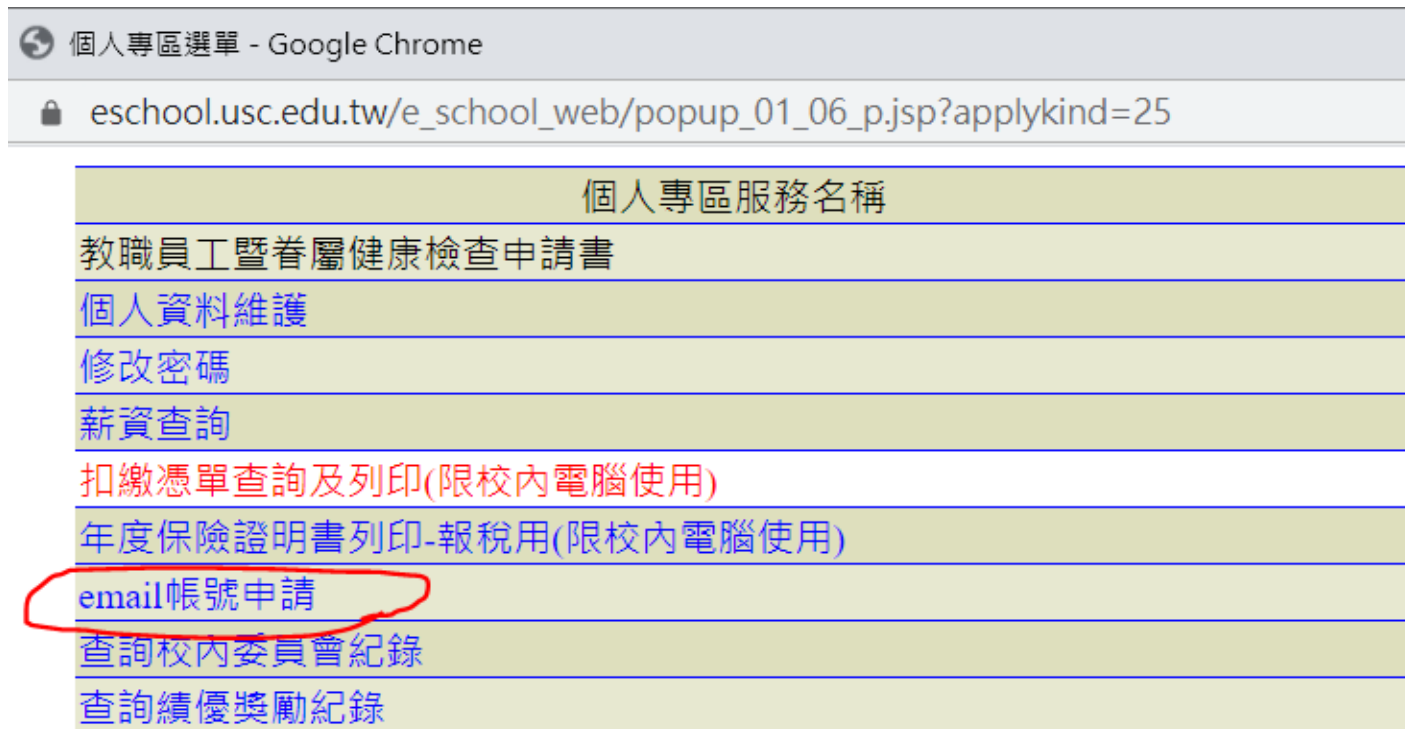 個人專區選單 - Google Chrome
eschool.usc.edu.tw/e_school_web/popup_01_06_p.jsp?applykind=25
個人專區服務名稱
教職員工暨眷屬健康檢查申請書
個人資料維護
修改密碼
薪資查詢
扣繳憑單查詢及列印(限校內電腦使用)
年度保險證明書列印-報稅用(限校內電腦使用)
email帳號申請
查詢校內委員會紀錄
查詢績優獎勵紀錄